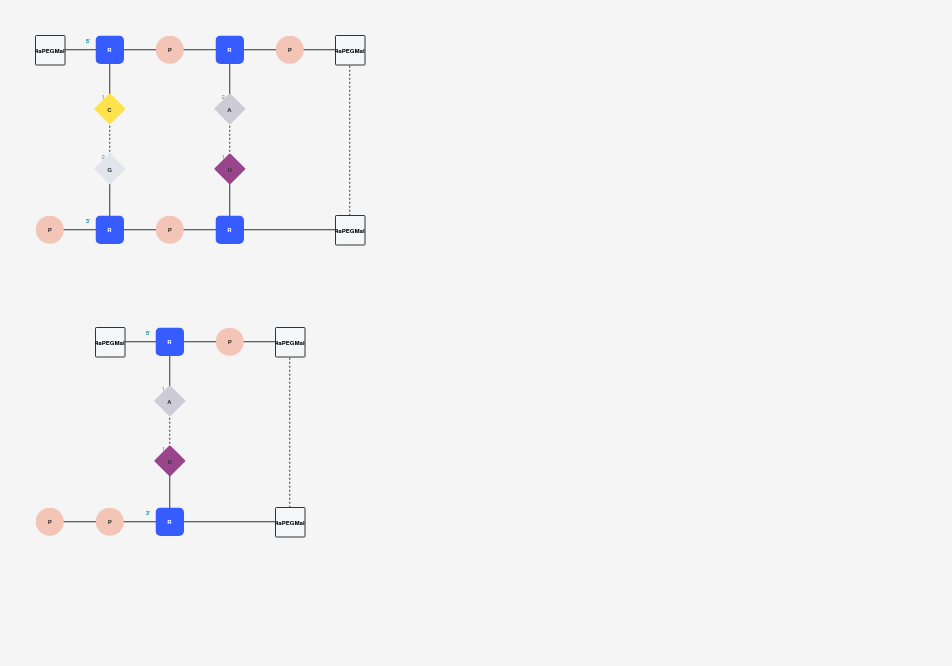 4aPEGMal 5' R P R P 4aPEGMal
1 C 2 A
2 G 1 U
P 3' R P R 4aPEGMal
4aPEGMal 5' R P 4aPEGMal
1 A
1 U
P P 3' R 4aPEGMal